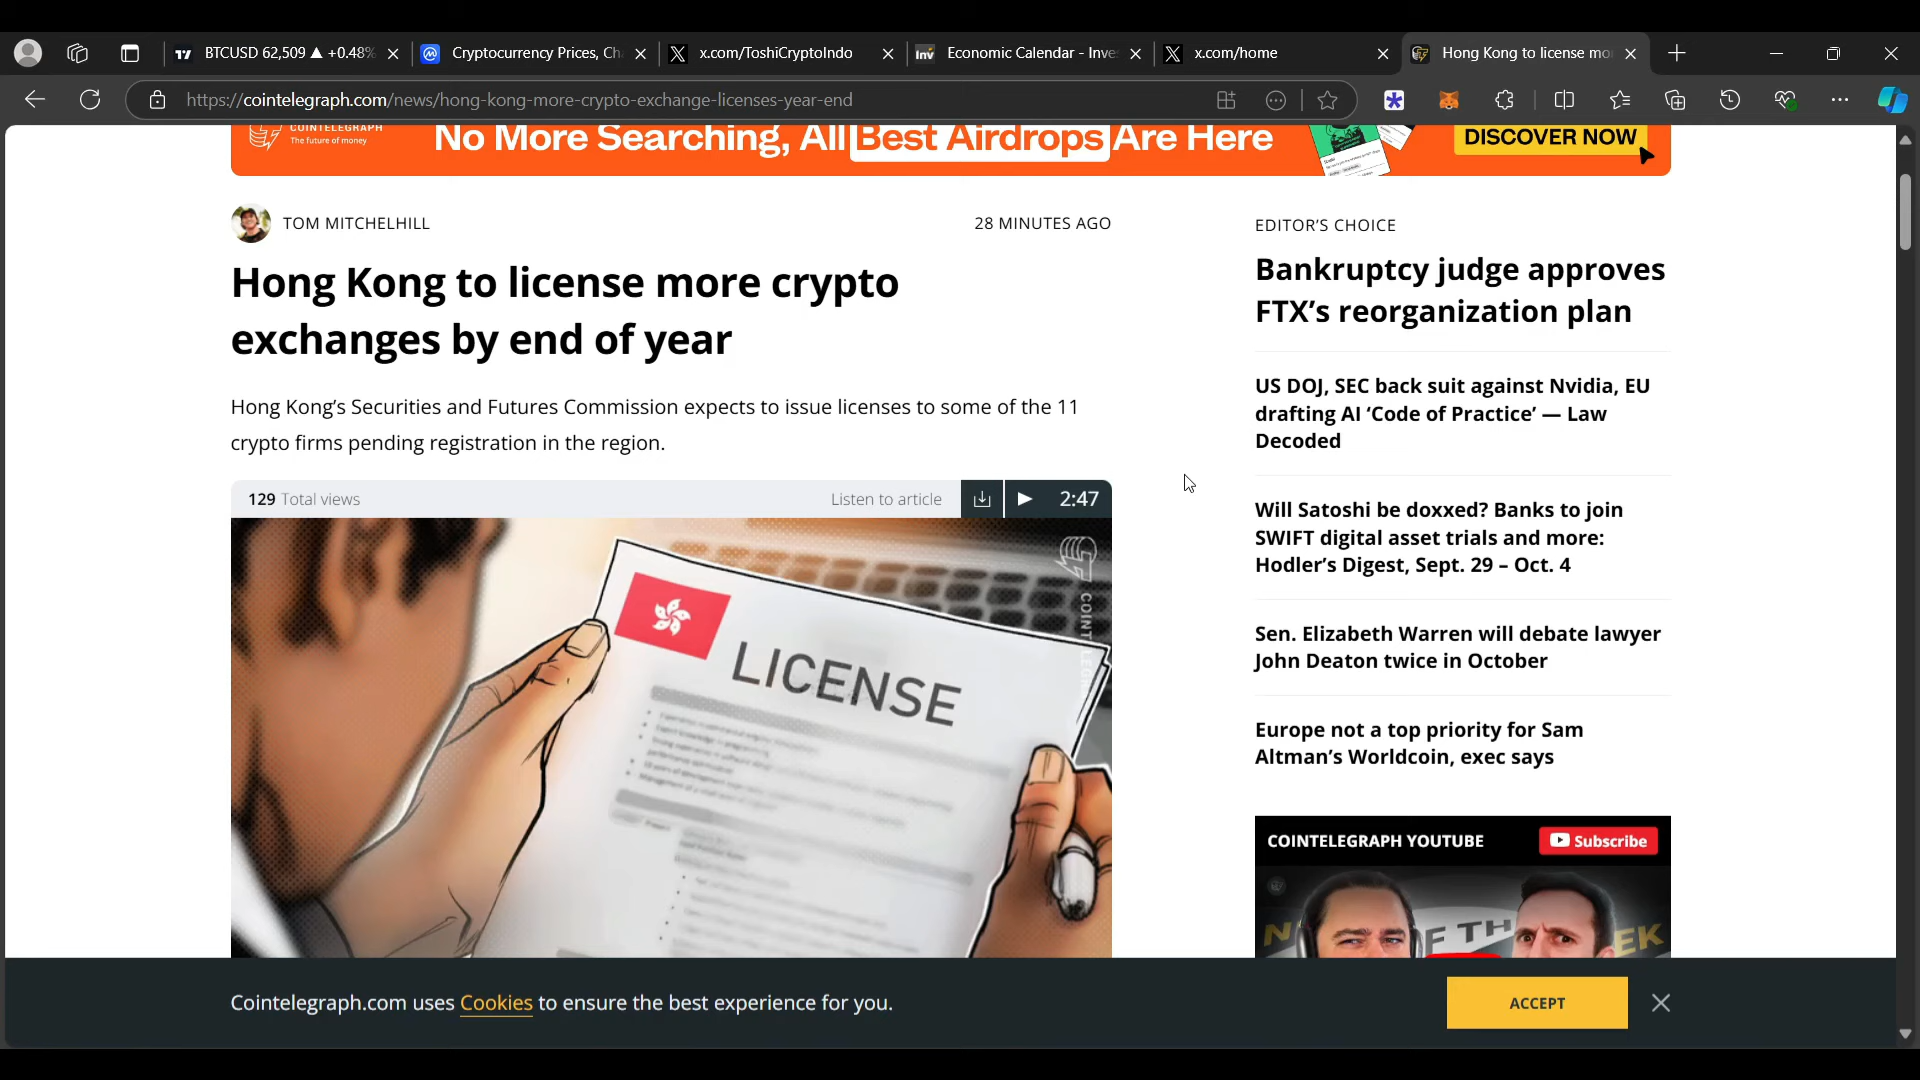 BTCUSD 62,509 ▲ +0.48%
Cryptocurrency Prices, Ch
x.com/ToshiCryptoIndo
Economic Calendar - Inve
x.com/home
Hong Kong to license mo
https://cointelegraph.com/news/hong-kong-more-crypto-exchange-licenses-year-end
COINTELEGRAPH
The future of money
No More Searching, All Best Airdrops Are Here
DISCOVER NOW
TOM MITCHELHILL
28 MINUTES AGO
Hong Kong to license more crypto
exchanges by end of year
Hong Kong's Securities and Futures Commission expects to issue licenses to some of the 11
crypto firms pending registration in the region.
129 Total views
Listen to article
2:47
LICENSE
EDITOR'S CHOICE
Bankruptcy judge approves
FTX's reorganization plan
US DOJ, SEC back suit against Nvidia, EU
drafting AI ‘Code of Practice’ — Law
Decoded
Will Satoshi be doxxed? Banks to join
SWIFT digital asset trials and more:
Hodler's Digest, Sept. 29 – Oct. 4
Sen. Elizabeth Warren will debate lawyer
John Deaton twice in October
Europe not a top priority for Sam
Altman's Worldcoin, exec says
COINTELEGRAPH YOUTUBE
Subscribe
Cointelegraph.com uses Cookies to ensure the best experience for you.
ACCEPT